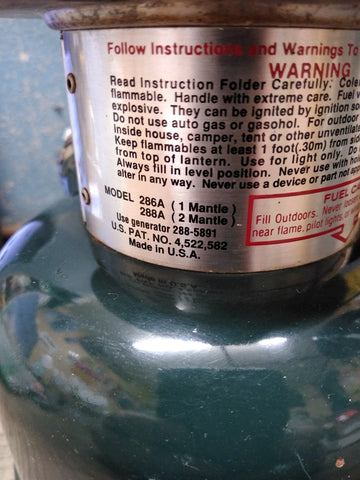 Follow Instructions and Warnings To
WARNING
Read Instruction Folder Carefully.
flammable. Handle with extreme care. Fuel
explosive. They can be ignited by ignition
Do not use auto gas or gasohol. For outdoor
inside house, camper, tent or other unventila
Keep flammables at least 1 foot(.30m) from
from top of lantern. Use for light only. Do
Always fill in level position. Never use with
alter in any way. Never use a device or part not
MODEL 286A ( 1 Mantle )
288A ( 2 Mantle )
Use generator 288-5891
U.S. PAT. NO. 4,522,582
Made in U.S.A.
FUEL
Fill Outdoors. Never
near flame, pilot lights, or